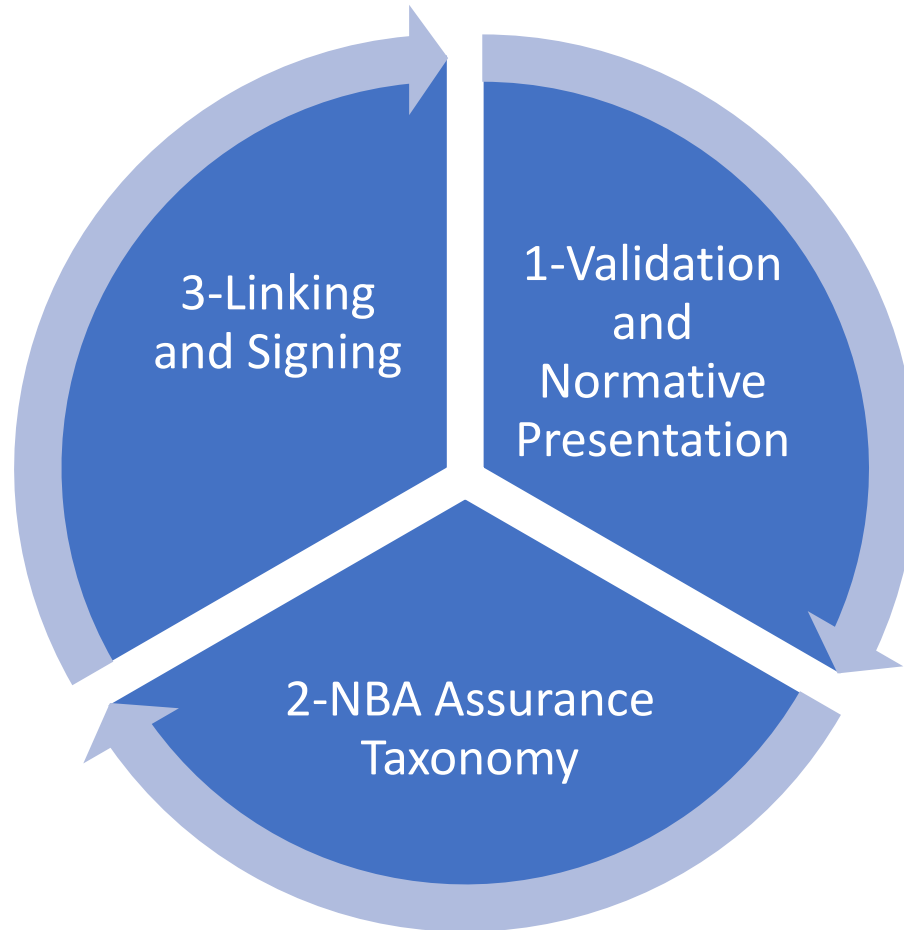 1-Validation
and
Normative
Presentation
2-NBA Assurance
Taxonomy
3-Linking
and Signing